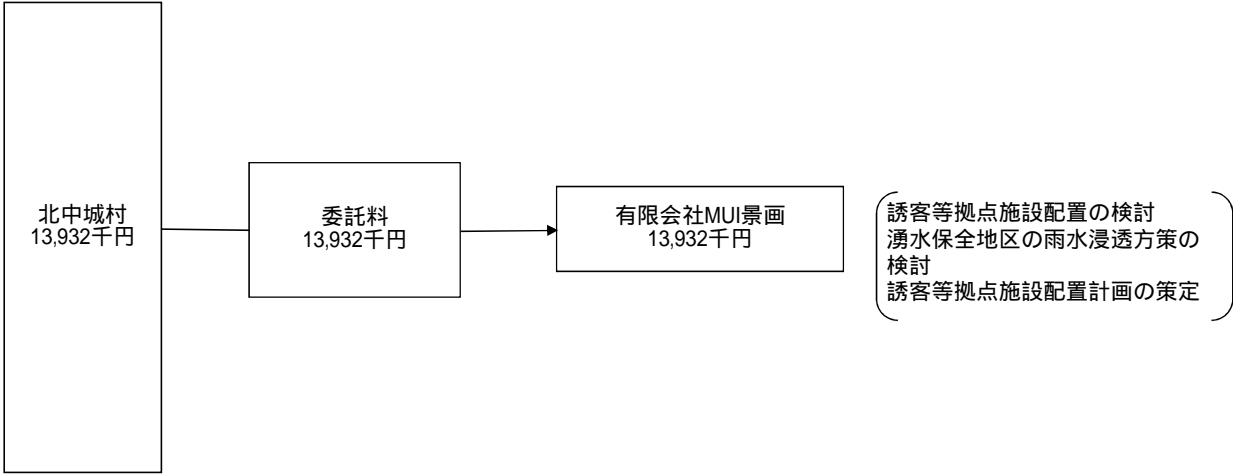 北中城村
13,932千円
委託料
13,932千円
有限会社MUI景画
13,932千円
誘客等拠点施設配置の検討
湧水保全地区の雨水浸透方策の
検討
誘客等拠点施設配置計画の策定